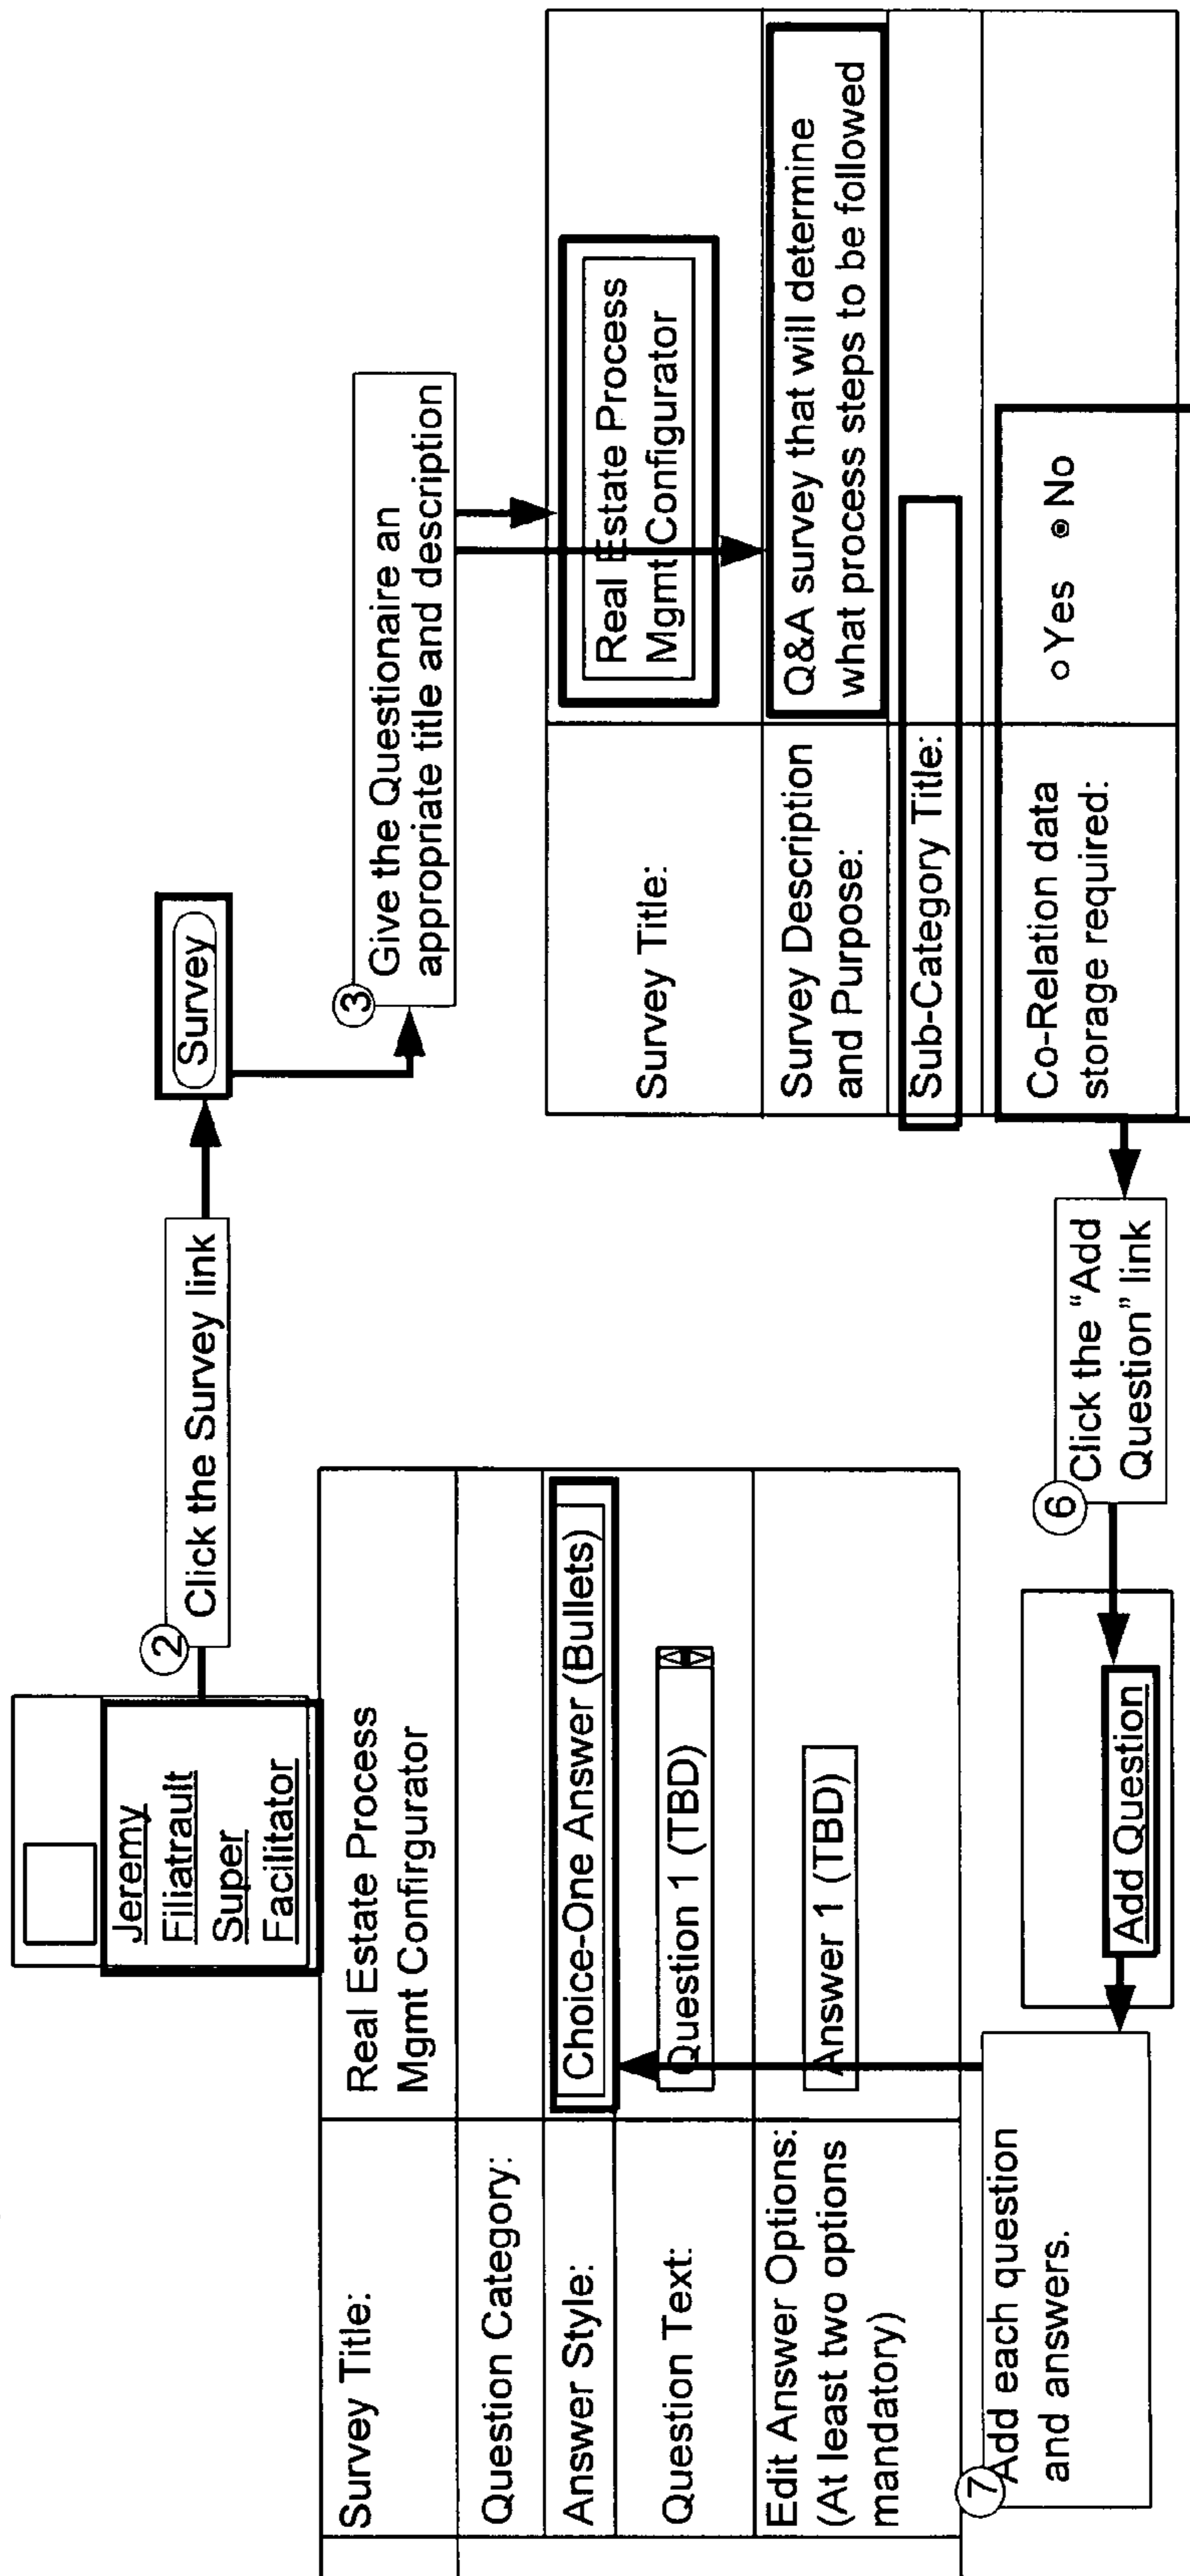 Jeremy
Filiatrault
Super
Facilitator
2
Click the Survey link
Survey
3
Give the Questionaire an
appropriate title and description
Survey Title:
Real Estate Process
Mgmt Configurator
Survey Description
and Purpose:
Q&A survey that will determine
what process steps to be followed
Sub-Category Title:
Co-Relation data
storage required:
Yes No
6
Click the “Add
Question” link
Add Question
7
Add each question
and answers.
Survey Title:
Real Estate Process
Mgmt Confirgurator
Question Category:
Answer Style:
Choice-One Answer (Bullets)
Question Text:
Question 1 (TBD)
Edit Answer Options:
(At least two options
mandatory)
Answer 1 (TBD)